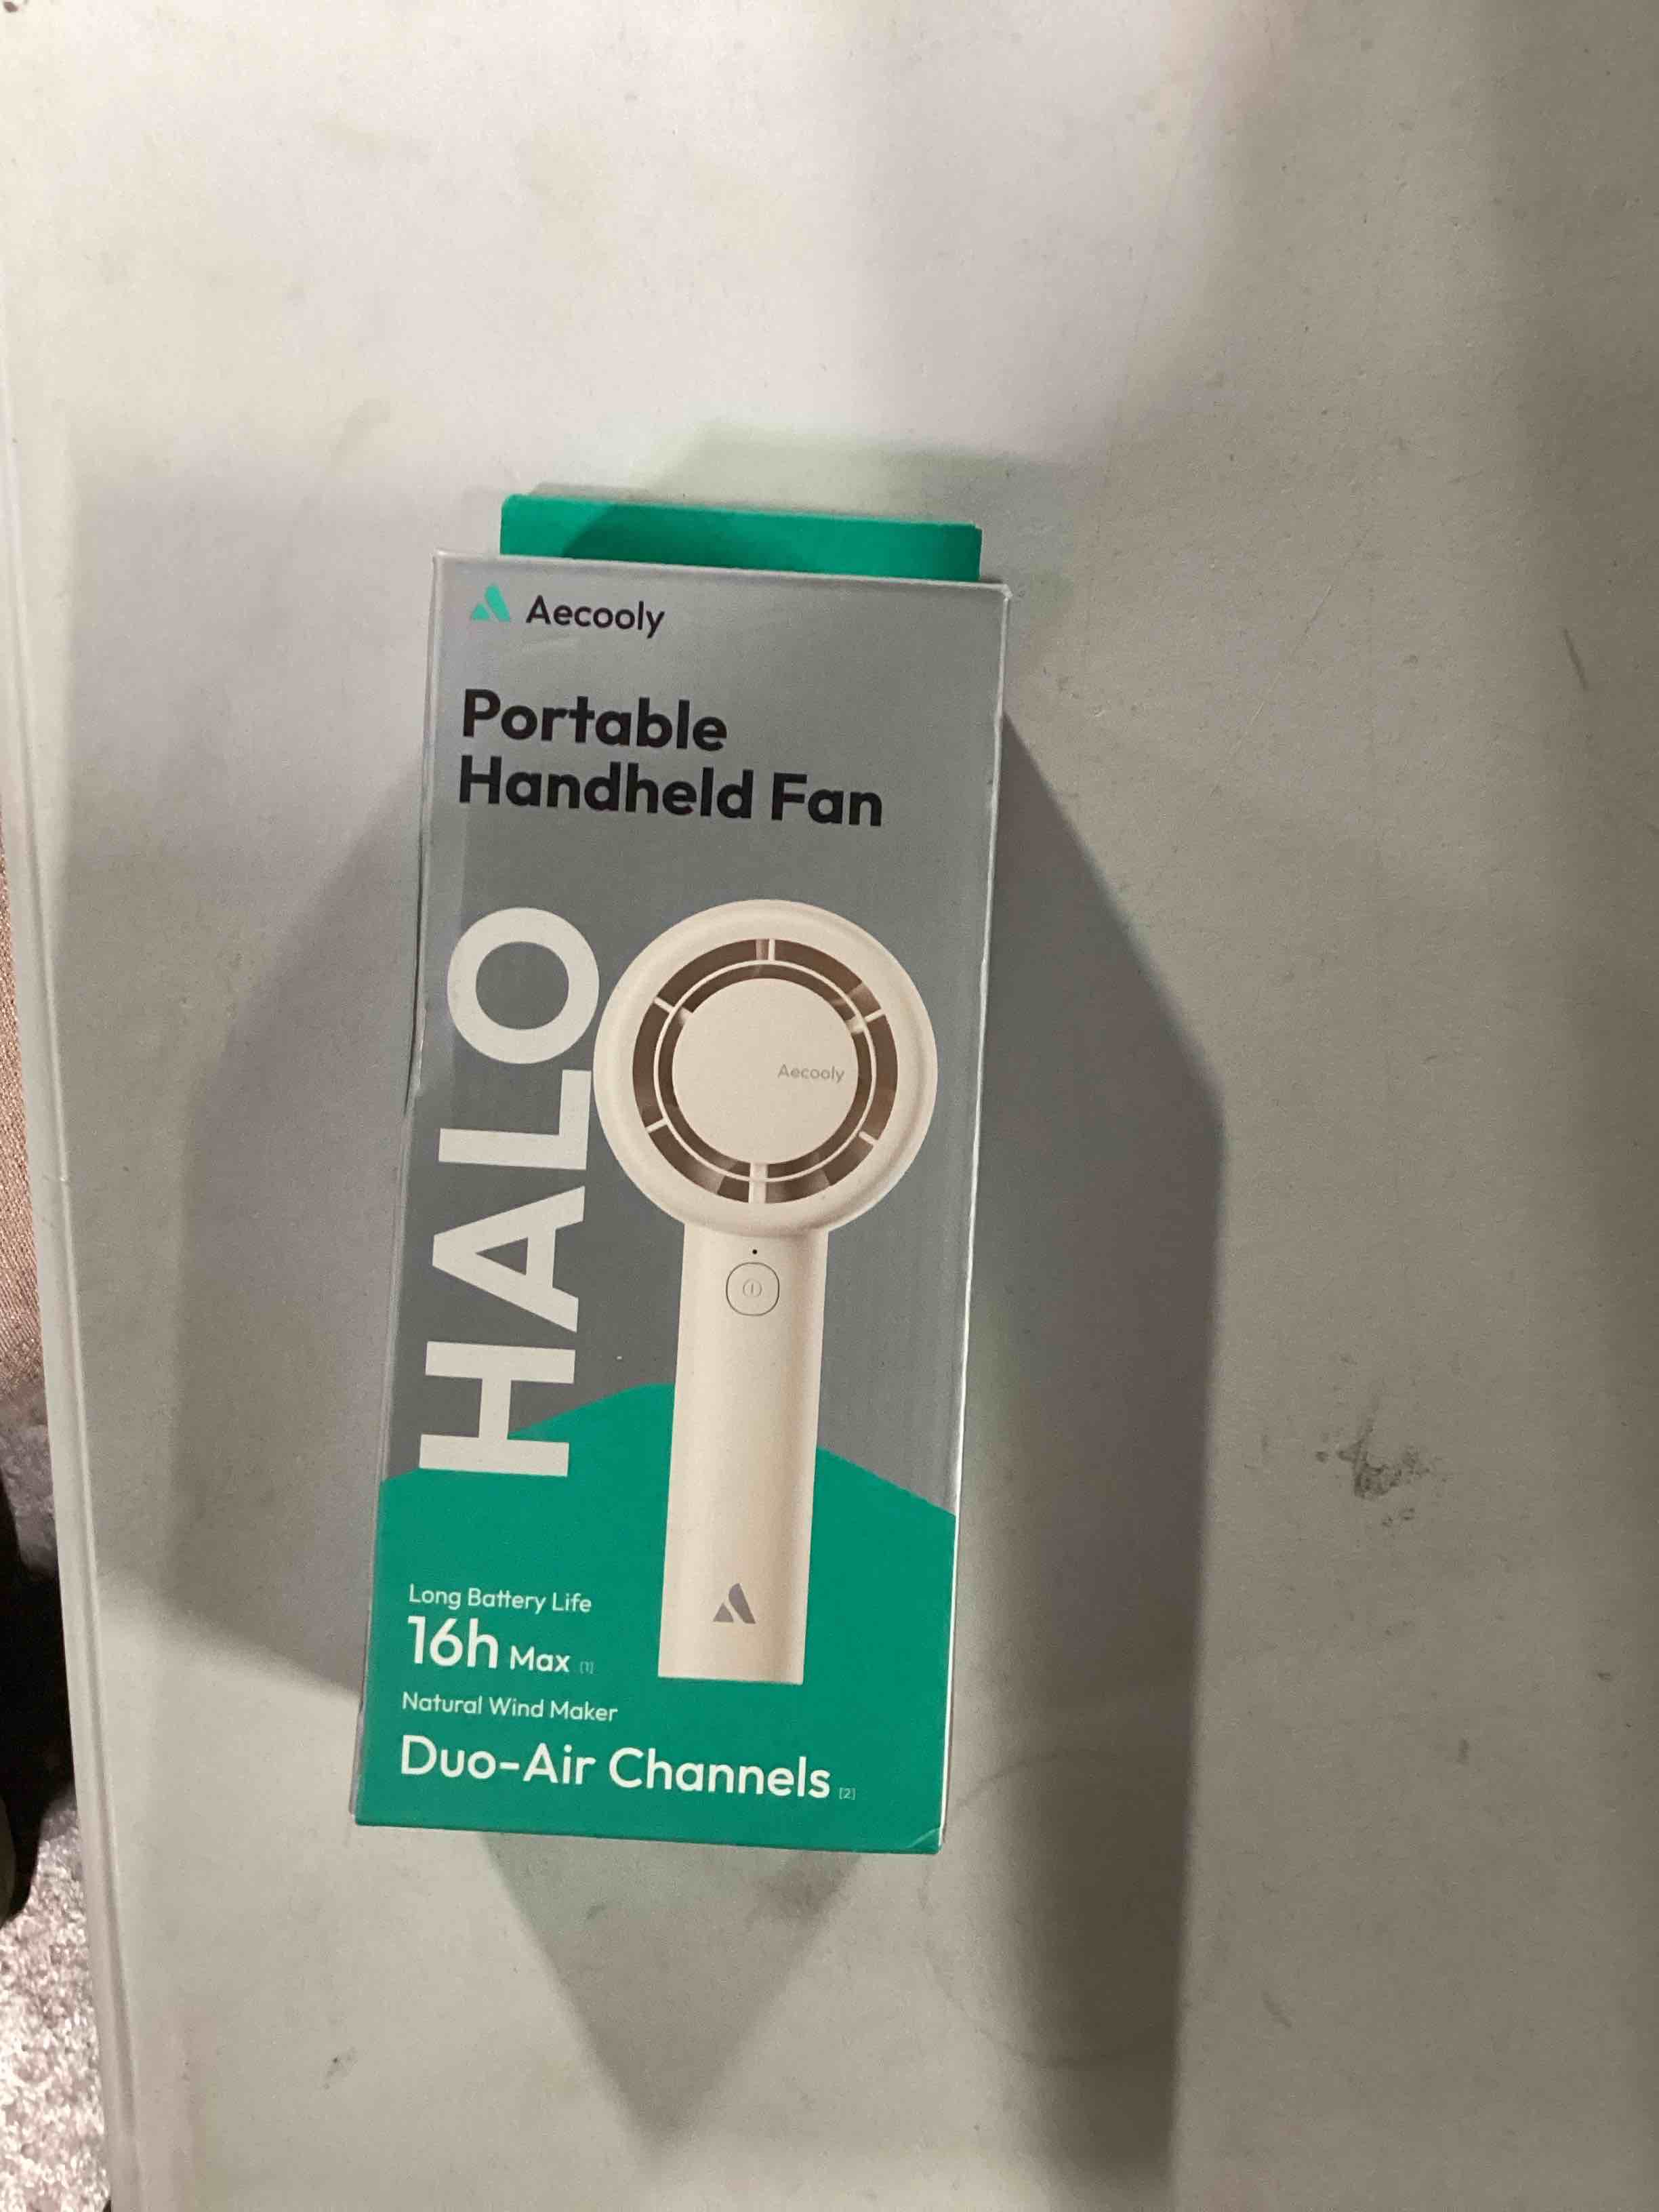 Aecooly
Portable
Handheld Fan
HALO
Aecooly
Long Battery Life
16h Max [1]
Natural Wind Maker
Duo-Air Channels [2]